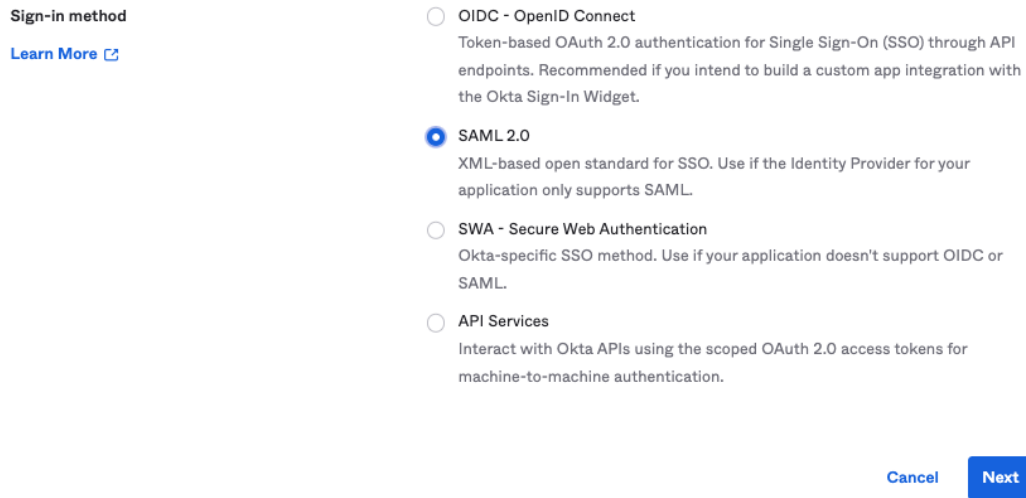 Sign-in method
Learn More
OIDC - OpenID Connect
Token-based OAuth 2.0 authentication for Single Sign-On (SSO) through API
endpoints. Recommended if you intend to build a custom app integration with
the Okta Sign-In Widget.
SAML 2.0
XML-based open standard for SSO. Use if the Identity Provider for your
application only supports SAML.
SWA - Secure Web Authentication
Okta-specific SSO method. Use if your application doesn't support OIDC or
SAML.
API Services
Interact with Okta APIs using the scoped OAuth 2.0 access tokens for
machine-to-machine authentication.
Cancel
Next